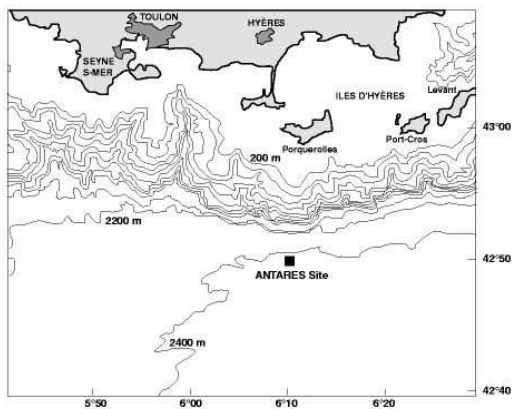 TOULON
HYÈRES
SEYNE
S-MER
ILES D'HYÈRES
Levant
Porquerolles
Port-Cros
43°00
200 m
2200 m
42°50
ANTARES Site
2400 m
42°40
5°50
6°00
6°10
6°20